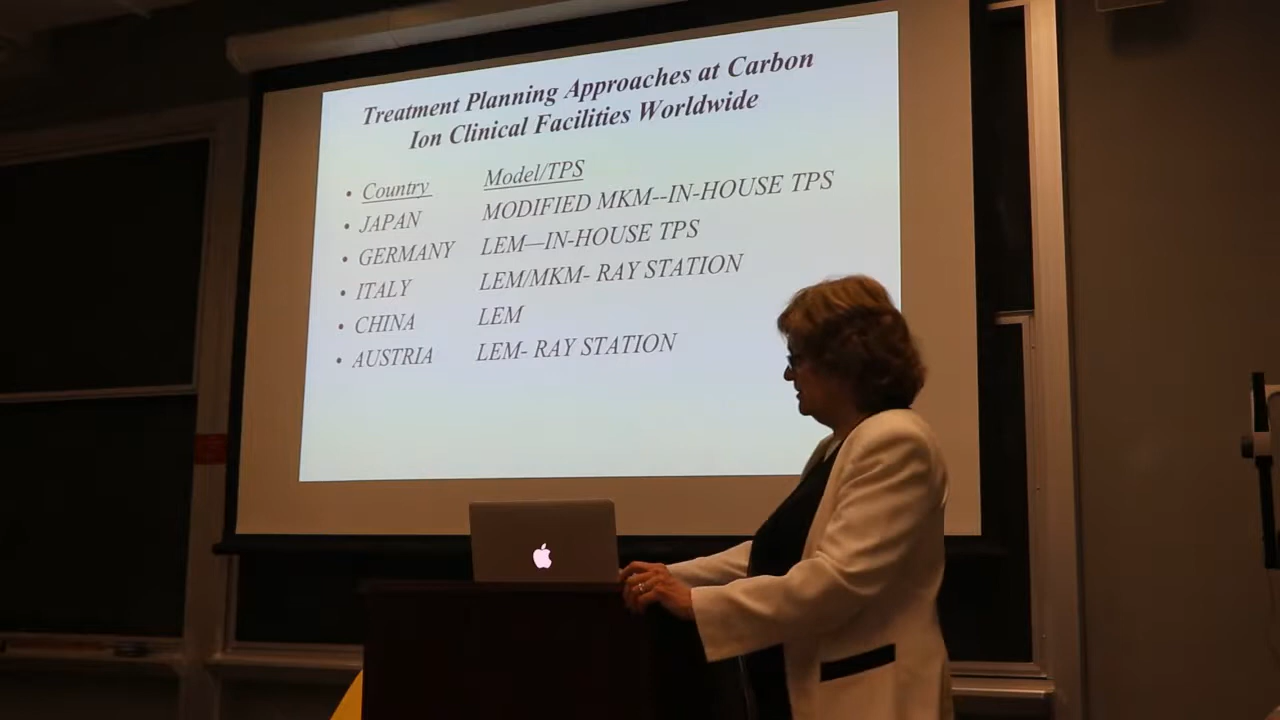 Treatment Planning Approaches at Carbon
Ion Clinical Facilities Worldwide
• Country Model/TPS
• JAPAN MODIFIED MKM--IN-HOUSE TPS
• GERMANY LEM—IN-HOUSE TPS
• ITALY LEM/MKM- RAY STATION
• CHINA LEM
• AUSTRIA LEM- RAY STATION